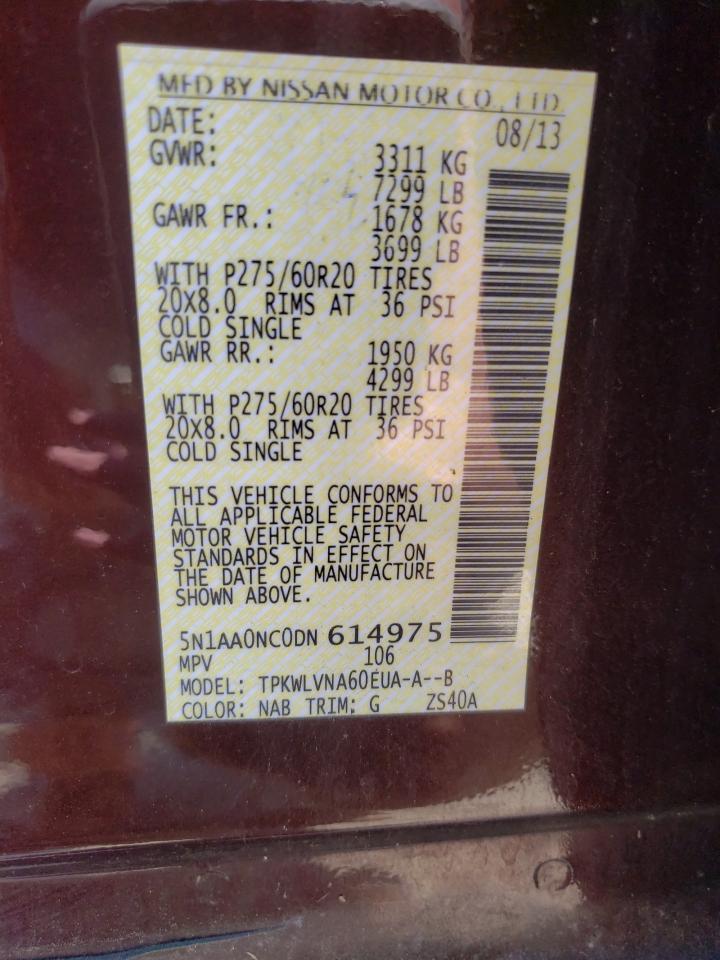 MFD BY NISSAN MOTOR CO., LTD.
DATE: 08/13
GVWR: 3311 KG
7299 LB
GAWR FR.: 1678 KG
3699 LB
WITH P275/60R20 TIRES
20X8.0 RIMS AT 36 PSI
COLD SINGLE
GAWR RR.: 1950 KG
4299 LB
WITH P275/60R20 TIRES
20X8.0 RIMS AT 36 PSI
COLD SINGLE
THIS VEHICLE CONFORMS TO
ALL APPLICABLE FEDERAL
MOTOR VEHICLE SAFETY
STANDARDS IN EFFECT ON
THE DATE OF MANUFACTURE
SHOWN ABOVE.
5N1AA0NC0DN 614975
MPV 106
MODEL: TPKWLVNA60EUA-A--B
COLOR: NAB TRIM: G ZS40A